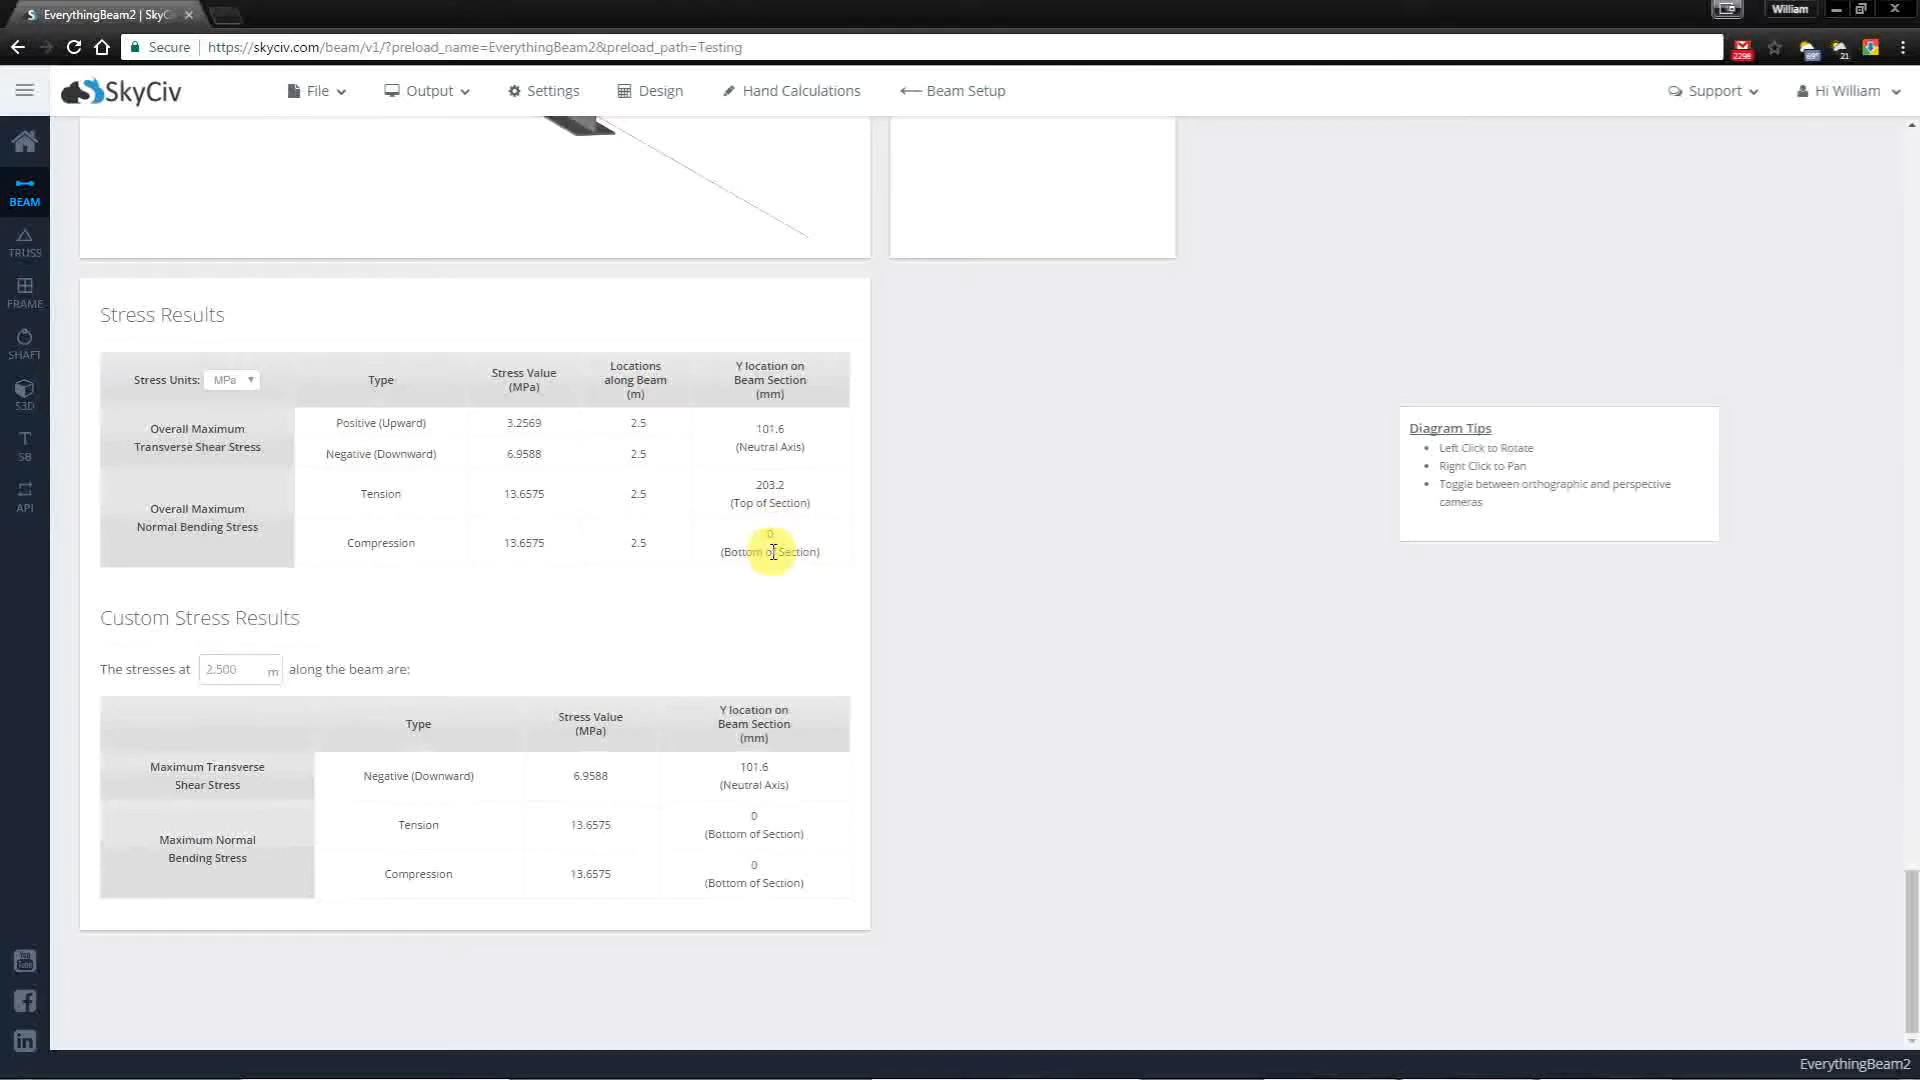 EverythingBeam2 | SkyC
William
Secure
https://skyciv.com/beam/v1/?preload_name=EverythingBeam2&preload_path=Testing
2298
69°
21
SkyCiv
File
Output
Settings
Design
Hand Calculations
Beam Setup
Support
Hi William
BEAM
TRUSS
FRAME
SHAFT
S3D
SB
API
You Tube
Stress Results
Stress Units: MPa
Type
Stress Value (MPa)
Locations along Beam (m)
Y location on Beam Section (mm)
Overall Maximum Transverse Shear Stress
Positive (Upward)
3.2569
2.5
101.6 (Neutral Axis)
Negative (Downward)
6.9588
2.5
Overall Maximum Normal Bending Stress
Tension
13.6575
2.5
203.2 (Top of Section)
Compression
13.6575
2.5
0 (Bottom of Section)
Custom Stress Results
The stresses at 2.500 m along the beam are:
Type
Stress Value (MPa)
Y location on Beam Section (mm)
Maximum Transverse Shear Stress
Negative (Downward)
6.9588
101.6 (Neutral Axis)
Maximum Normal Bending Stress
Tension
13.6575
0 (Bottom of Section)
Compression
13.6575
0 (Bottom of Section)
Diagram Tips
Left Click to Rotate
Right Click to Pan
Toggle between orthographic and perspective cameras
EverythingBeam2